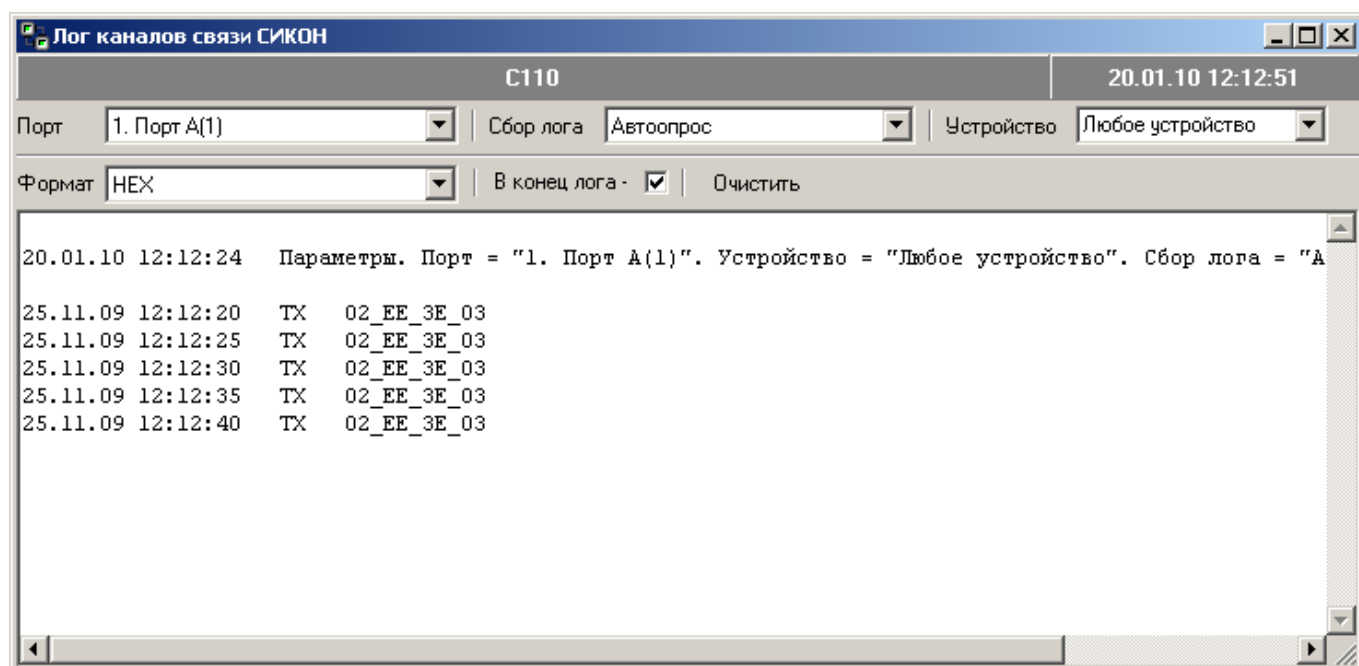 Лог каналов связи СИКОН
С110 20.01.10 12:12:51
Порт 1. Порт А(1) Сбор лога Автоопрос Устройство Любое устройство
Формат HEX В конец лога - Очистить
20.01.10 12:12:24 Параметры. Порт = "1. Порт А(1)". Устройство = "Любое устройство". Сбор лога = "А
25.11.09 12:12:20 TX 02_EE_3E_03
25.11.09 12:12:25 TX 02_EE_3E_03
25.11.09 12:12:30 TX 02_EE_3E_03
25.11.09 12:12:35 TX 02_EE_3E_03
25.11.09 12:12:40 TX 02_EE_3E_03